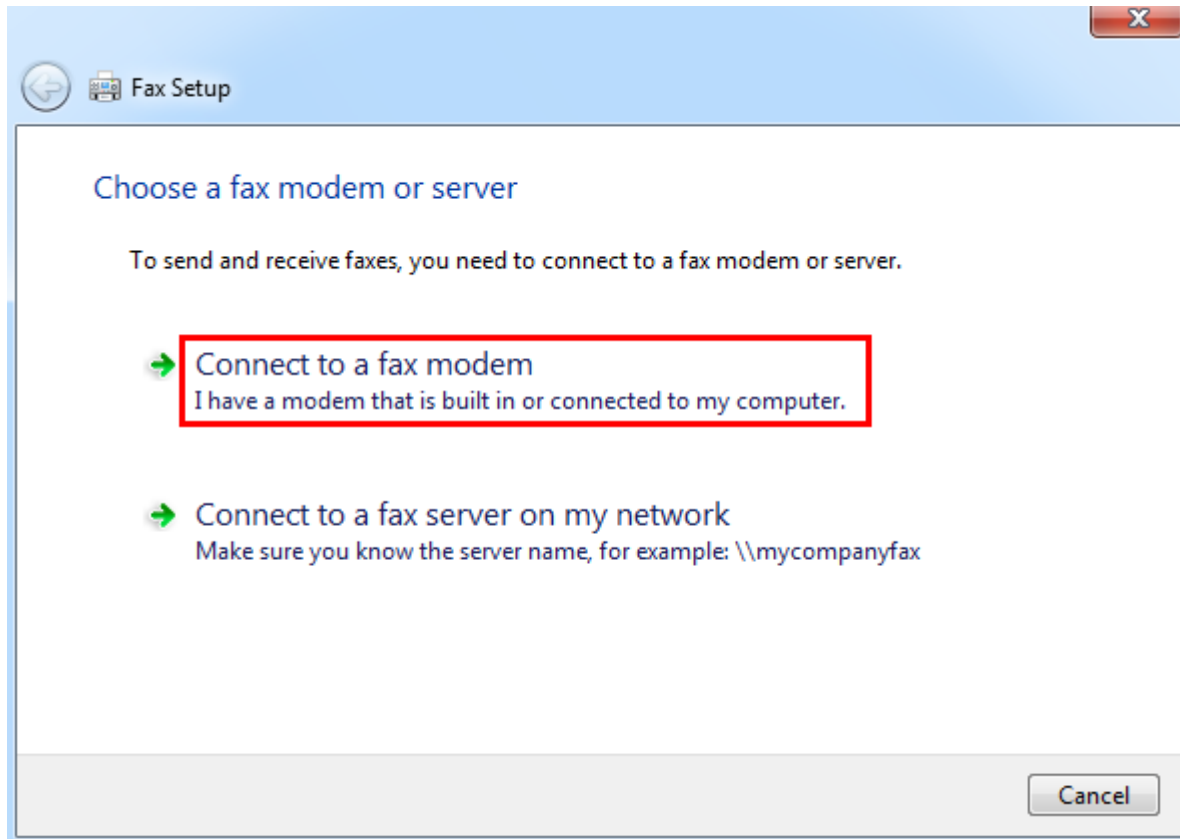 Fax Setup
Choose a fax modem or server
To send and receive faxes, you need to connect to a fax modem or server.
Connect to a fax modem
I have a modem that is built in or connected to my computer.
Connect to a fax server on my network
Make sure you know the server name, for example: \\mycompanyfax
Cancel